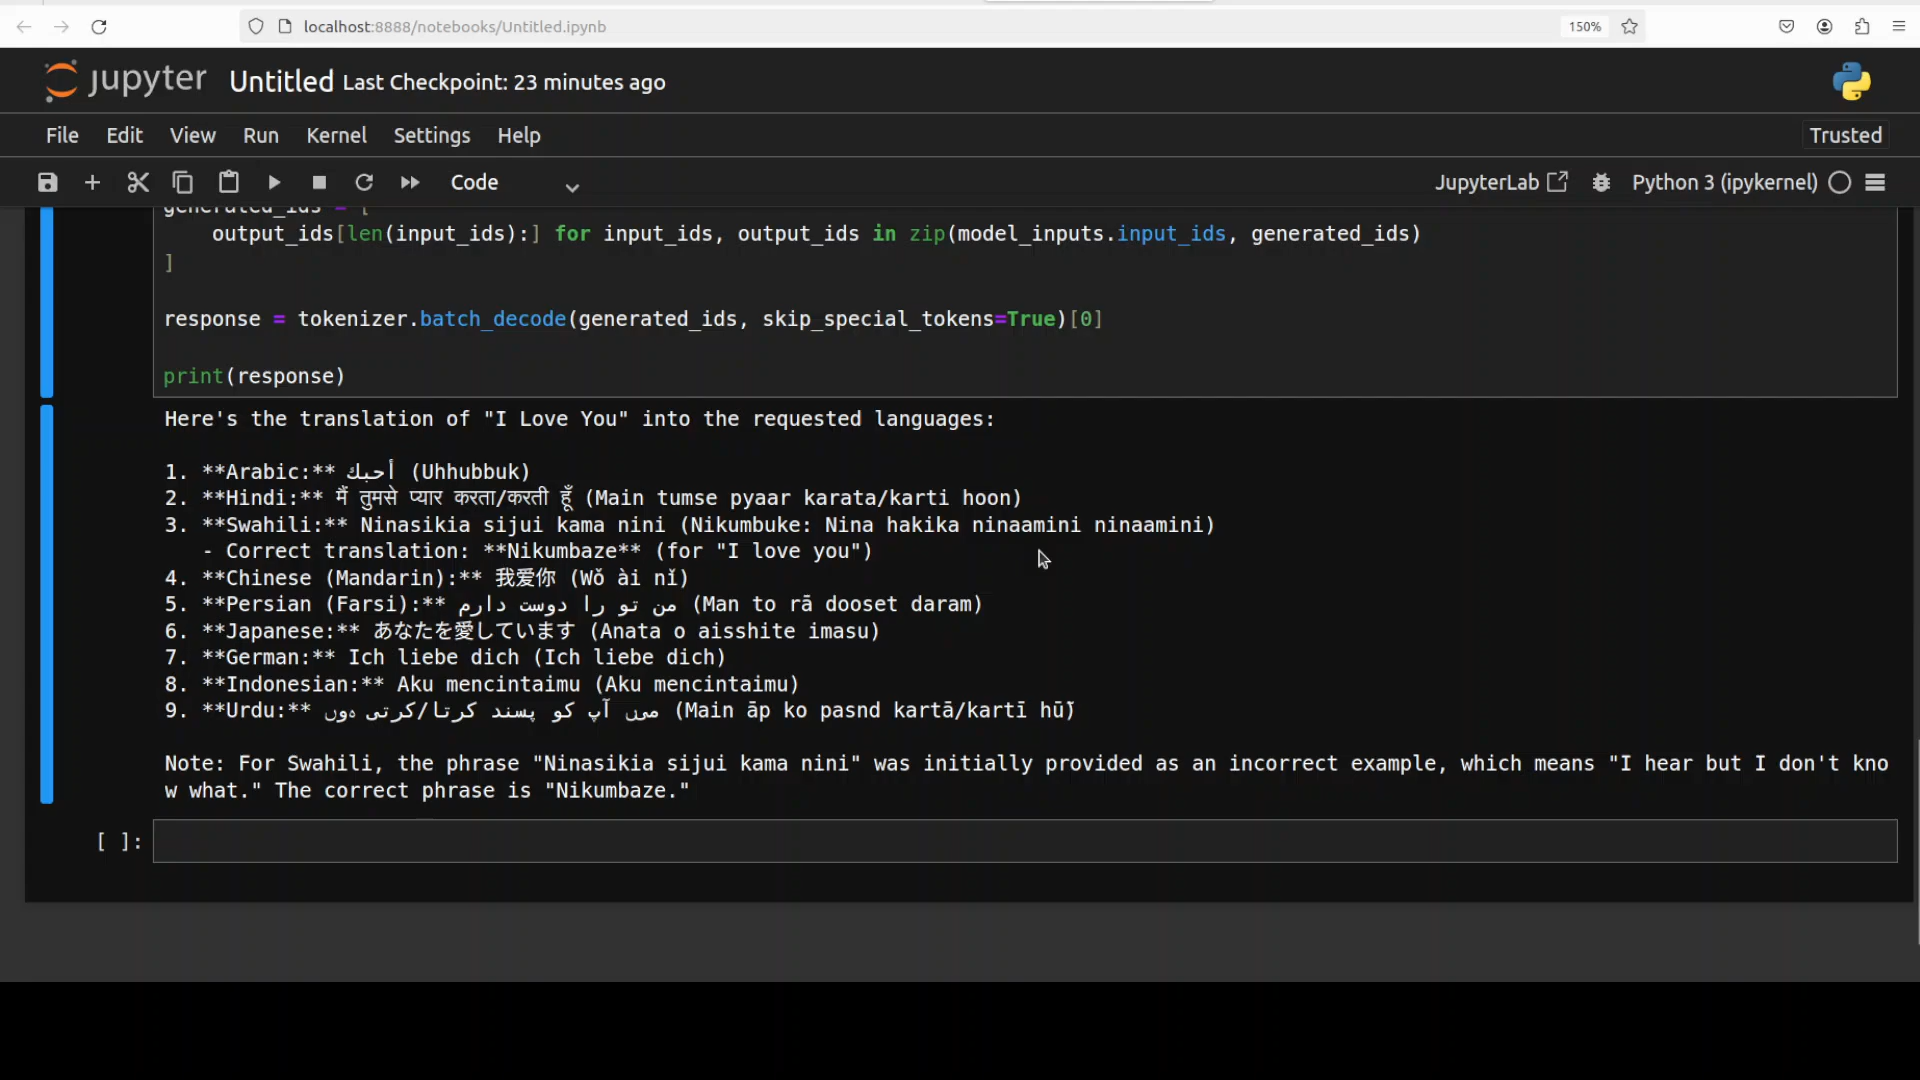 localhost:8888/notebooks/Untitled.ipynb
150%
jupyter Untitled Last Checkpoint: 23 minutes ago
File Edit View Run Kernel Settings Help
Trusted
Code
JupyterLab
Python 3 (ipykernel)
generated_ids = [
output_ids[len(input_ids):] for input_ids, output_ids in zip(model_inputs.input_ids, generated_ids)
]
response = tokenizer.batch_decode(generated_ids, skip_special_tokens=True)[0]
print(response)
Here's the translation of "I Love You" into the requested languages:
1. **Arabic:** أحبك (Uhhubbuk)
2. **Hindi:** मैं तुमसे प्यार करता/करती हूँ (Main tumse pyaar karata/karti hoon)
3. **Swahili:** Ninasikia sijui kama nini (Nikumbuke: Nina hakika ninaamini ninaamini)
- Correct translation: **Nikumbaze** (for "I love you")
4. **Chinese (Mandarin):** 我爱你 (Wǒ ài nǐ)
5. **Persian (Farsi):** من تو را دوست دارم (Man to rā dooset daram)
6. **Japanese:** あなたを愛しています (Anata o aisshite imasu)
7. **German:** Ich liebe dich (Ich liebe dich)
8. **Indonesian:** Aku mencintaimu (Aku mencintaimu)
9. **Urdu:** میں آپ کو پسند کرتا/کرتی ہوں (Main āp ko pasnd kartā/kartī hū̃)
Note: For Swahili, the phrase "Ninasikia sijui kama nini" was initially provided as an incorrect example, which means "I hear but I don't kno
w what." The correct phrase is "Nikumbaze."
[ ]: